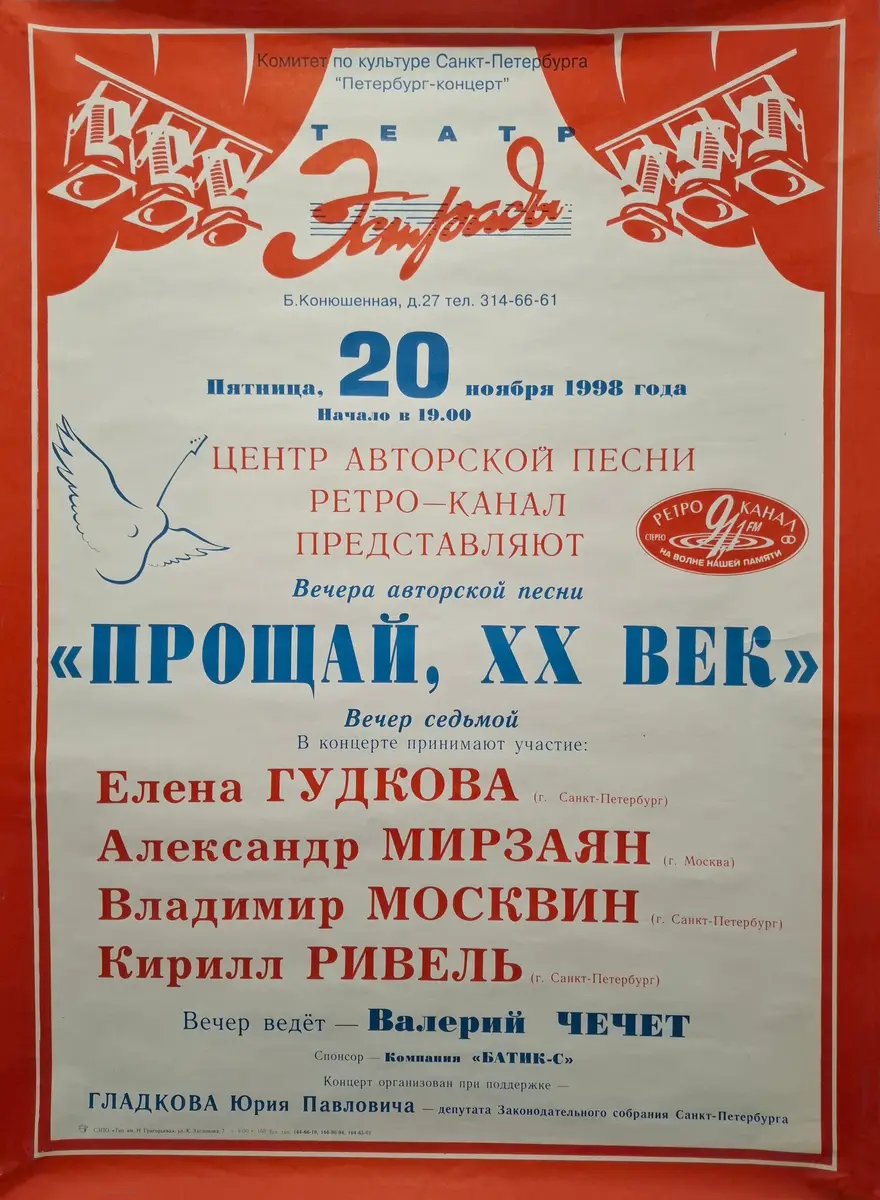 Комитет по культуре Санкт-Петербурга
"Петербург-концерт"
ТЕАТР
Эстрады
Б.Конюшенная, д.27 тел. 314-66-61
Пятница, 20 ноября 1998 года
Начало в 19.00
ЦЕНТР АВТОРСКОЙ ПЕСНИ
РЕТРО—КАНАЛ
ПРЕДСТАВЛЯЮТ
РЕТРО КАНАЛ
91,1 FM
СТЕРЕО
НА ВОЛНЕ НАШЕЙ ПАМЯТИ
Вечера авторской песни
«ПРОЩАЙ, XX ВЕК»
Вечер седьмой
В концерте принимают участие:
Елена ГУДКОВА (г. Санкт-Петербург)
Александр МИРЗАЯН (г. Москва)
Владимир МОСКВИН (г. Санкт-Петербург)
Кирилл РИВЕЛЬ (г. Санкт-Петербург)
Вечер ведёт — Валерий ЧЕЧЕТ
Спонсор — Компания «БАТИК-С»
Концерт организован при поддержке —
ГЛАДКОВА Юрия Павловича — депутата Законодательного собрания Санкт-Петербурга